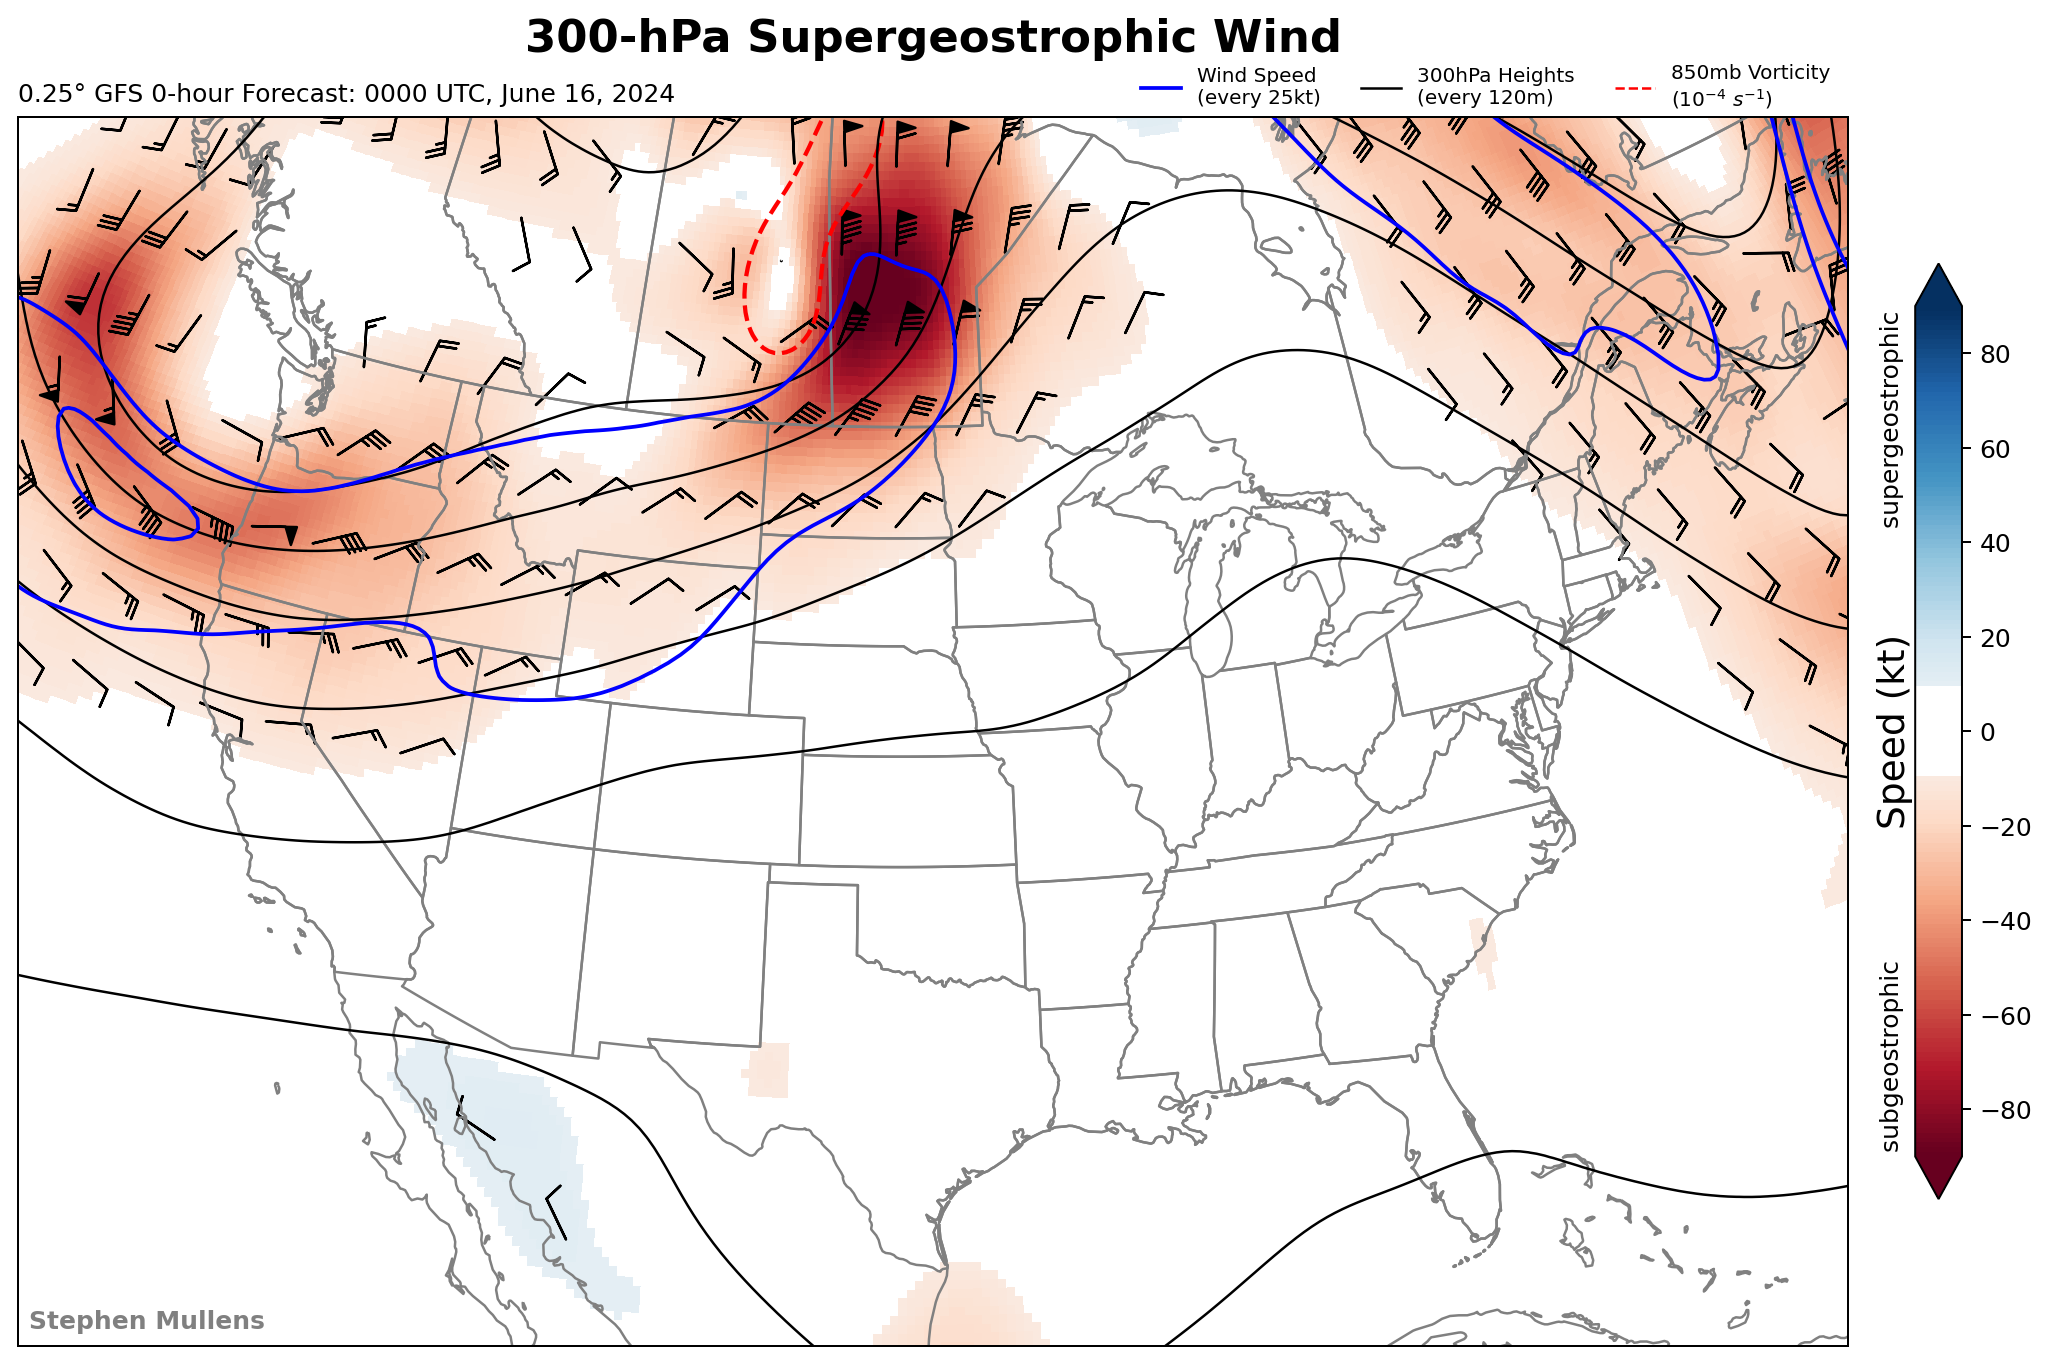 300-hPa Supergeostrophic Wind
0.25° GFS 0-hour Forecast: 0000 UTC, June 16, 2024
Wind Speed
(every 25kt)
300hPa Heights
(every 120m)
850mb Vorticity
(10⁻⁴ s⁻¹)
supergeostrophic
Speed (kt)
subgeostrophic
80
60
40
20
0
−20
−40
−60
−80
Stephen Mullens